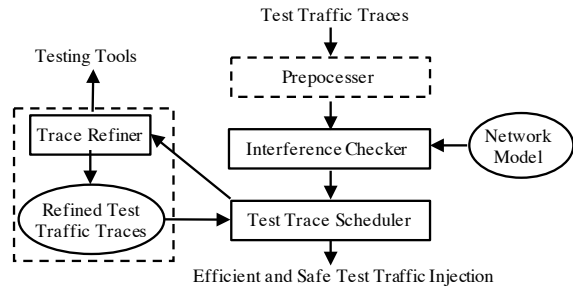 Test Traffic Traces
Testing Tools
Prepocesser
Trace Refiner
Interference Checker
Network
Model
Refined Test
Traffic Traces
Test Trace Scheduler
Efficient and Safe Test Traffic Injection